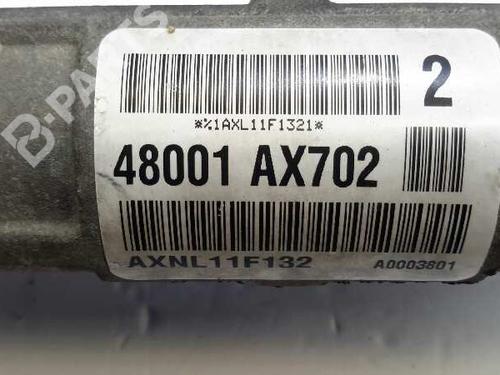 B-PARTS
2
*%1AXL11F1321*
48001 AX702
AXNL11F132 A0003801